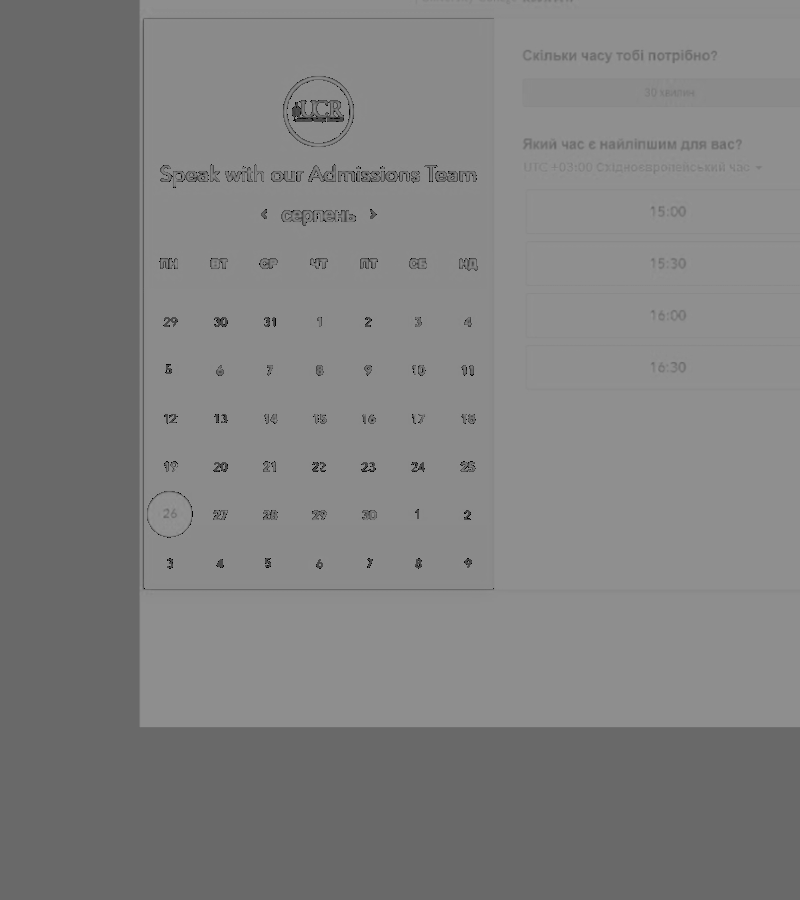 UCR
Speak with our Admissions Team
серпень
ПН ВТ СР ЧТ ПТ СБ НД
29 30 31 1 2 3 4
5 6 7 8 9 10 11
12 13 14 15 16 17 18
19 20 21 22 23 24 25
26 27 28 29 30 1 2
3 4 5 6 7 8 9
Скільки часу тобі потрібно?
30 хвилин
Який час є найліпшим для вас?
UTC +03:00 Східноєвропейський час
15:00
15:30
16:00
16:30